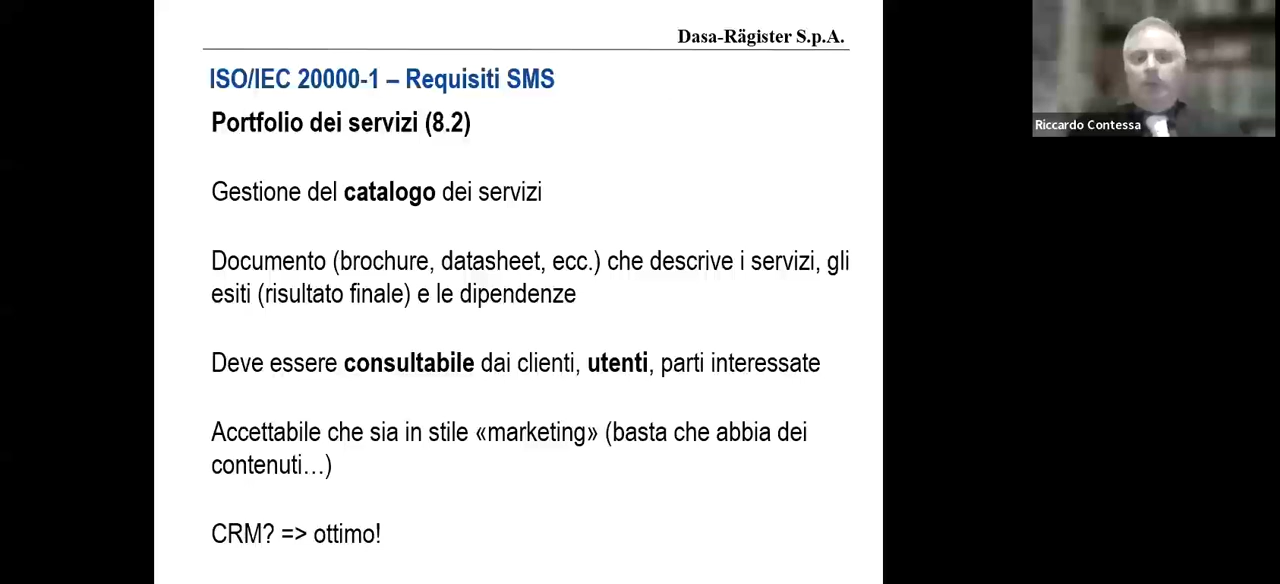 Dasa-Rägister S.p.A.
ISO/IEC 20000-1 – Requisiti SMS
Portfolio dei servizi (8.2)
Gestione del catalogo dei servizi
Documento (brochure, datasheet, ecc.) che descrive i servizi, gli
esiti (risultato finale) e le dipendenze
Deve essere consultabile dai clienti, utenti, parti interessate
Accettabile che sia in stile «marketing» (basta che abbia dei
contenuti…)
CRM? => ottimo!
Riccardo Contessa